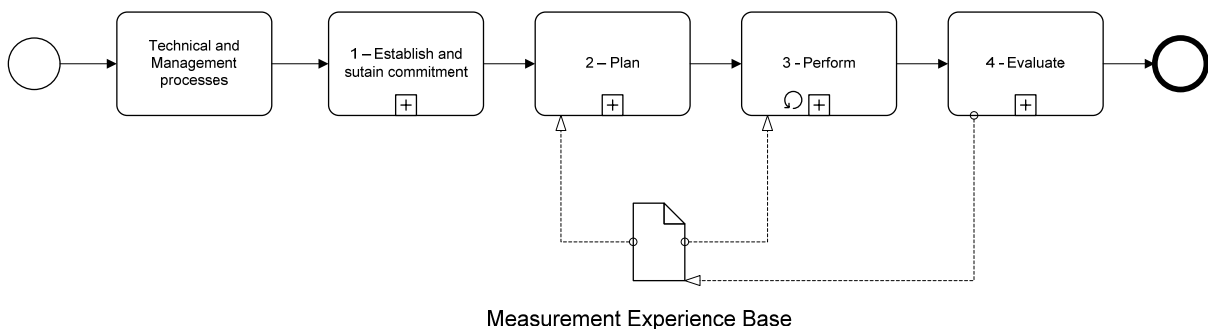 Technical and
Management
processes
1 – Establish and
sutain commitment
2 – Plan
3 - Perform
4 - Evaluate
Measurement Experience Base